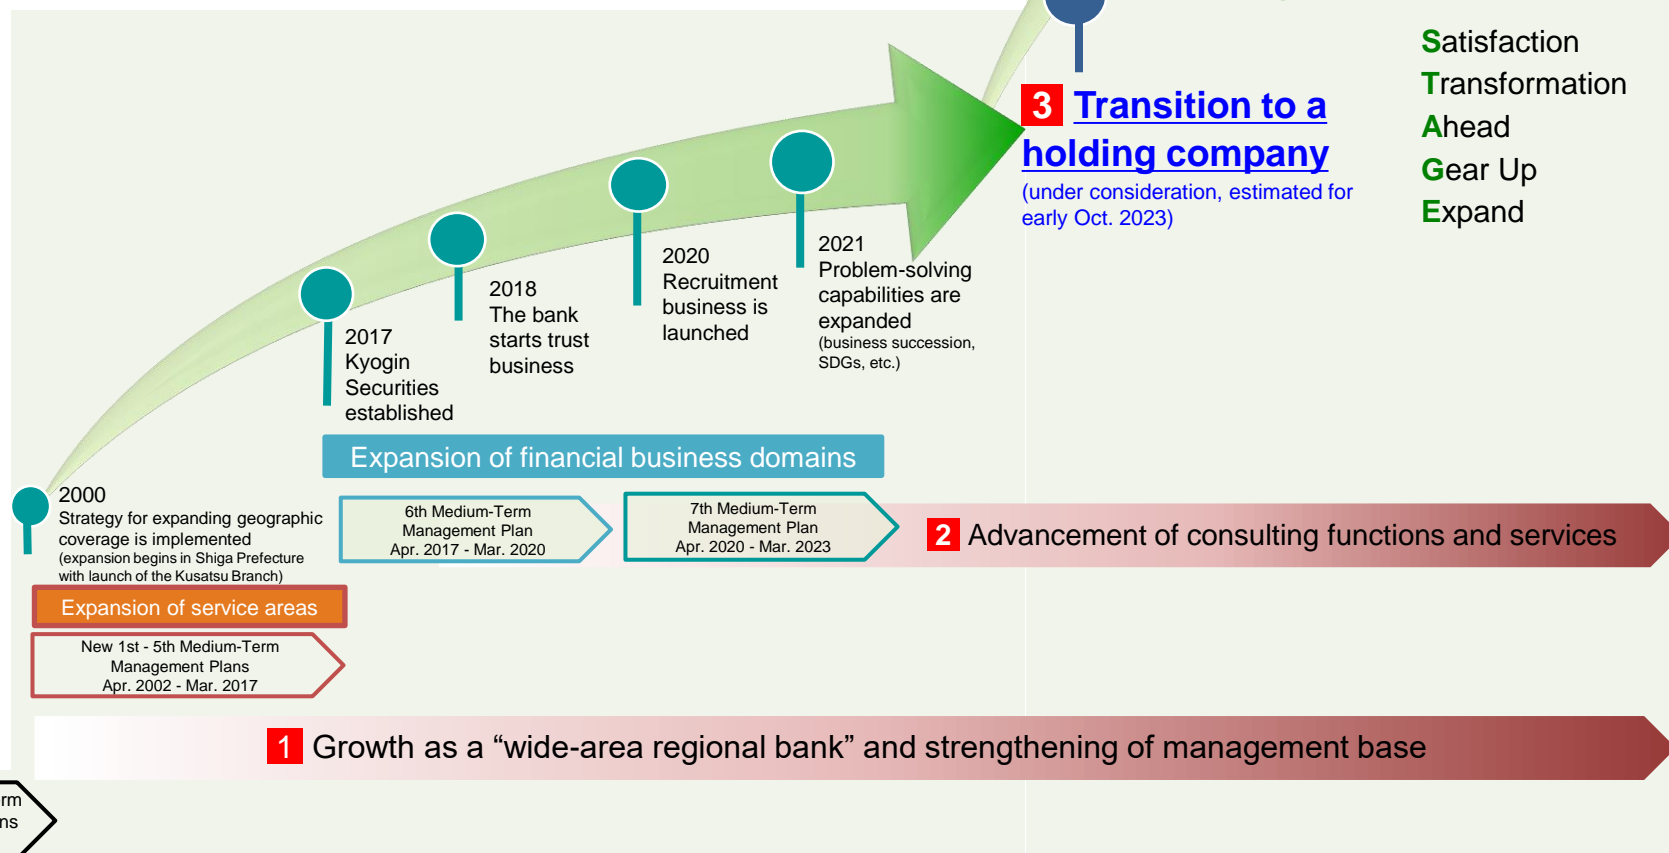 Satisfaction
Transformation
Ahead
Gear Up
Expand
3 Transition to a
holding company
(under consideration, estimated for
early Oct. 2023)
2021
Problem-solving
capabilities are
expanded
(business succession,
SDGs, etc.)
2020
Recruitment
business is
launched
2018
The bank
starts trust
business
2017
Kyogin
Securities
established
Expansion of financial business domains
2000
Strategy for expanding geographic
coverage is implemented
(expansion begins in Shiga Prefecture
with launch of the Kusatsu Branch)
6th Medium-Term
Management Plan
Apr. 2017 - Mar. 2020
7th Medium-Term
Management Plan
Apr. 2020 - Mar. 2023
2 Advancement of consulting functions and services
Expansion of service areas
New 1st - 5th Medium-Term
Management Plans
Apr. 2002 - Mar. 2017
1 Growth as a “wide-area regional bank” and strengthening of management base